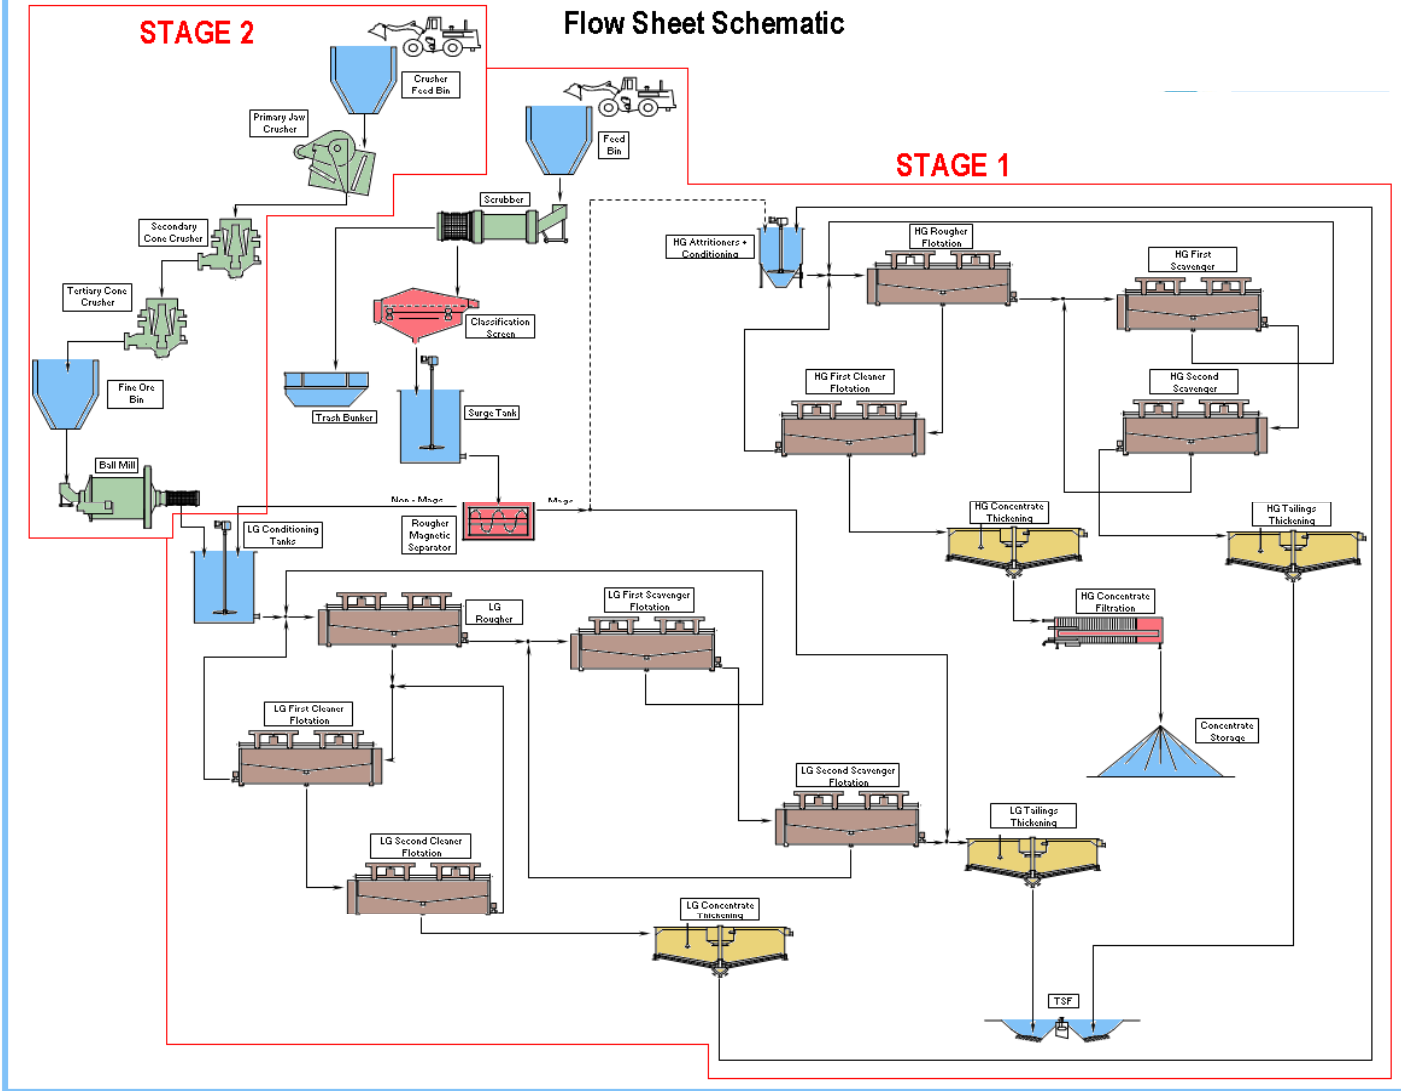 Flow Sheet Schematic
STAGE 2
Crusher
Feed Bin
Primary Jaw
Crusher
Feed
Bin
STAGE 1
Scrubber
Secondary
Cone Crusher
HG Attritioners +
Conditioning
HG Rougher
Flotation
HG First
Scavenger
Tertiary Cone
Crusher
Classification
Screen
Fine Ore
Bin
Trash Bunker
Surge Tank
HG First Cleaner
Flotation
HG Second
Scavenger
Ball Mill
Non - Mags
Mags
LG Conditioning
Tanks
Rougher
Magnetic
Separator
HG Concentrate
Thickening
HG Tailings
Thickening
LG
Rougher
LG First Scavenger
Flotation
HG Concentrate
Filtration
LG First Cleaner
Flotation
Concentrate
Storage
LG Second Scavenger
Flotation
LG Tailings
Thickening
LG Second Cleaner
Flotation
LG Concentrate
Thickening
TSF